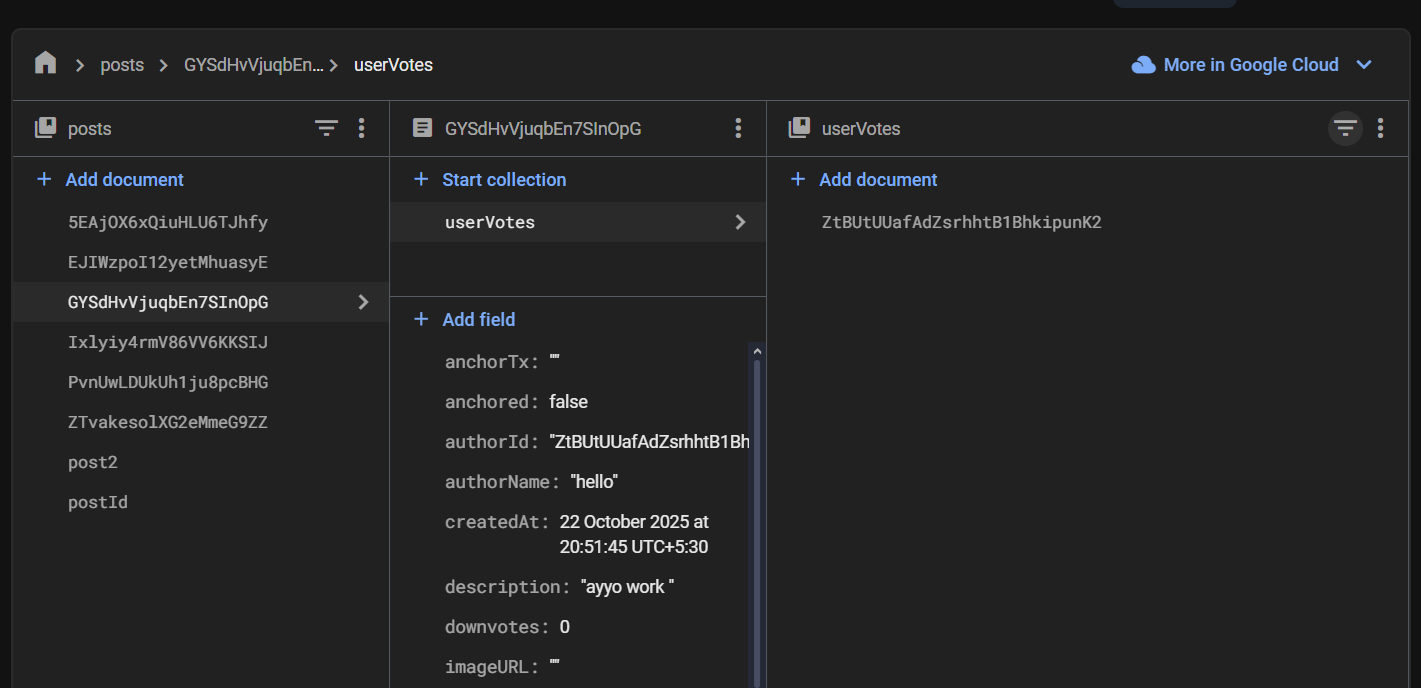 posts
GYSdHvVjuqbEn...
userVotes
More in Google Cloud
posts
GYSdHvVjuqbEn7SInOpG
userVotes
+ Add document
+ Start collection
+ Add document
5EAjOX6xQiuHLU6TJhfy
EJIWzpoI12yetMhuasyE
GYSdHvVjuqbEn7SInOpG
Ixlyiy4rmV86VV6KKSIJ
PvnUwLDUkUh1ju8pcBHG
ZTvakesolXG2eMmeG9ZZ
post2
postId
userVotes
+ Add field
anchorTx: ""
anchored: false
authorId: "ZtBUtUUafAdZsrhhtB1Bh
authorName: "hello"
createdAt: 22 October 2025 at
20:51:45 UTC+5:30
description: "ayyo work "
downvotes: 0
imageURL: ""
ZtBUtUUafAdZsrhhtB1BhkipunK2